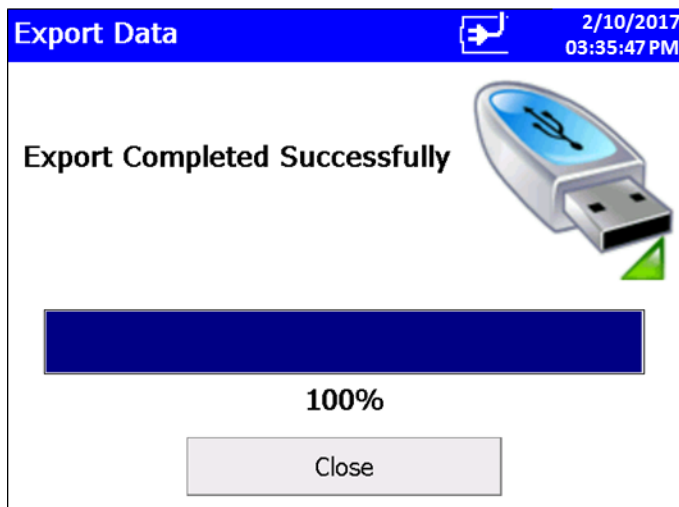 Export Data
2/10/2017
03:35:47 PM
Export Completed Successfully
100%
Close